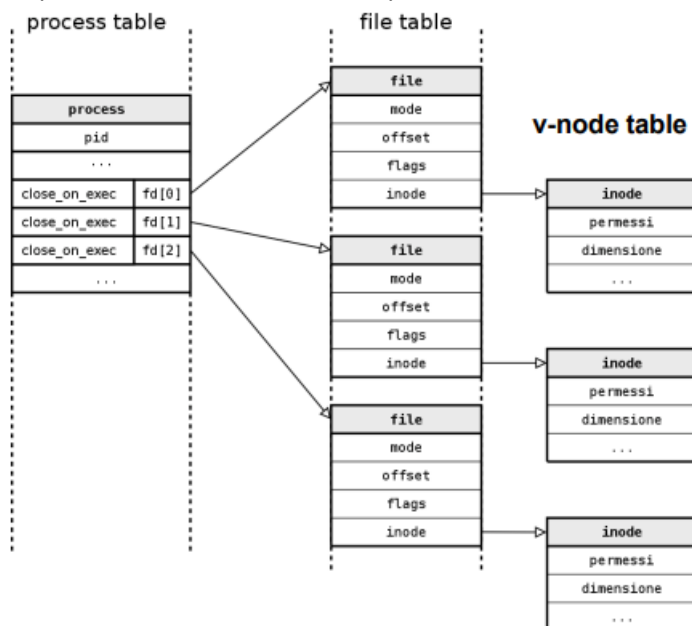 process table
process
pid
...
close_on_exec fd[0]
close_on_exec fd[1]
close_on_exec fd[2]
...
file table
file
mode
offset
flags
inode
file
mode
offset
flags
inode
file
mode
offset
flags
inode
v-node table
inode
permessi
dimensione
...
inode
permessi
dimensione
...
inode
permessi
dimensione
...